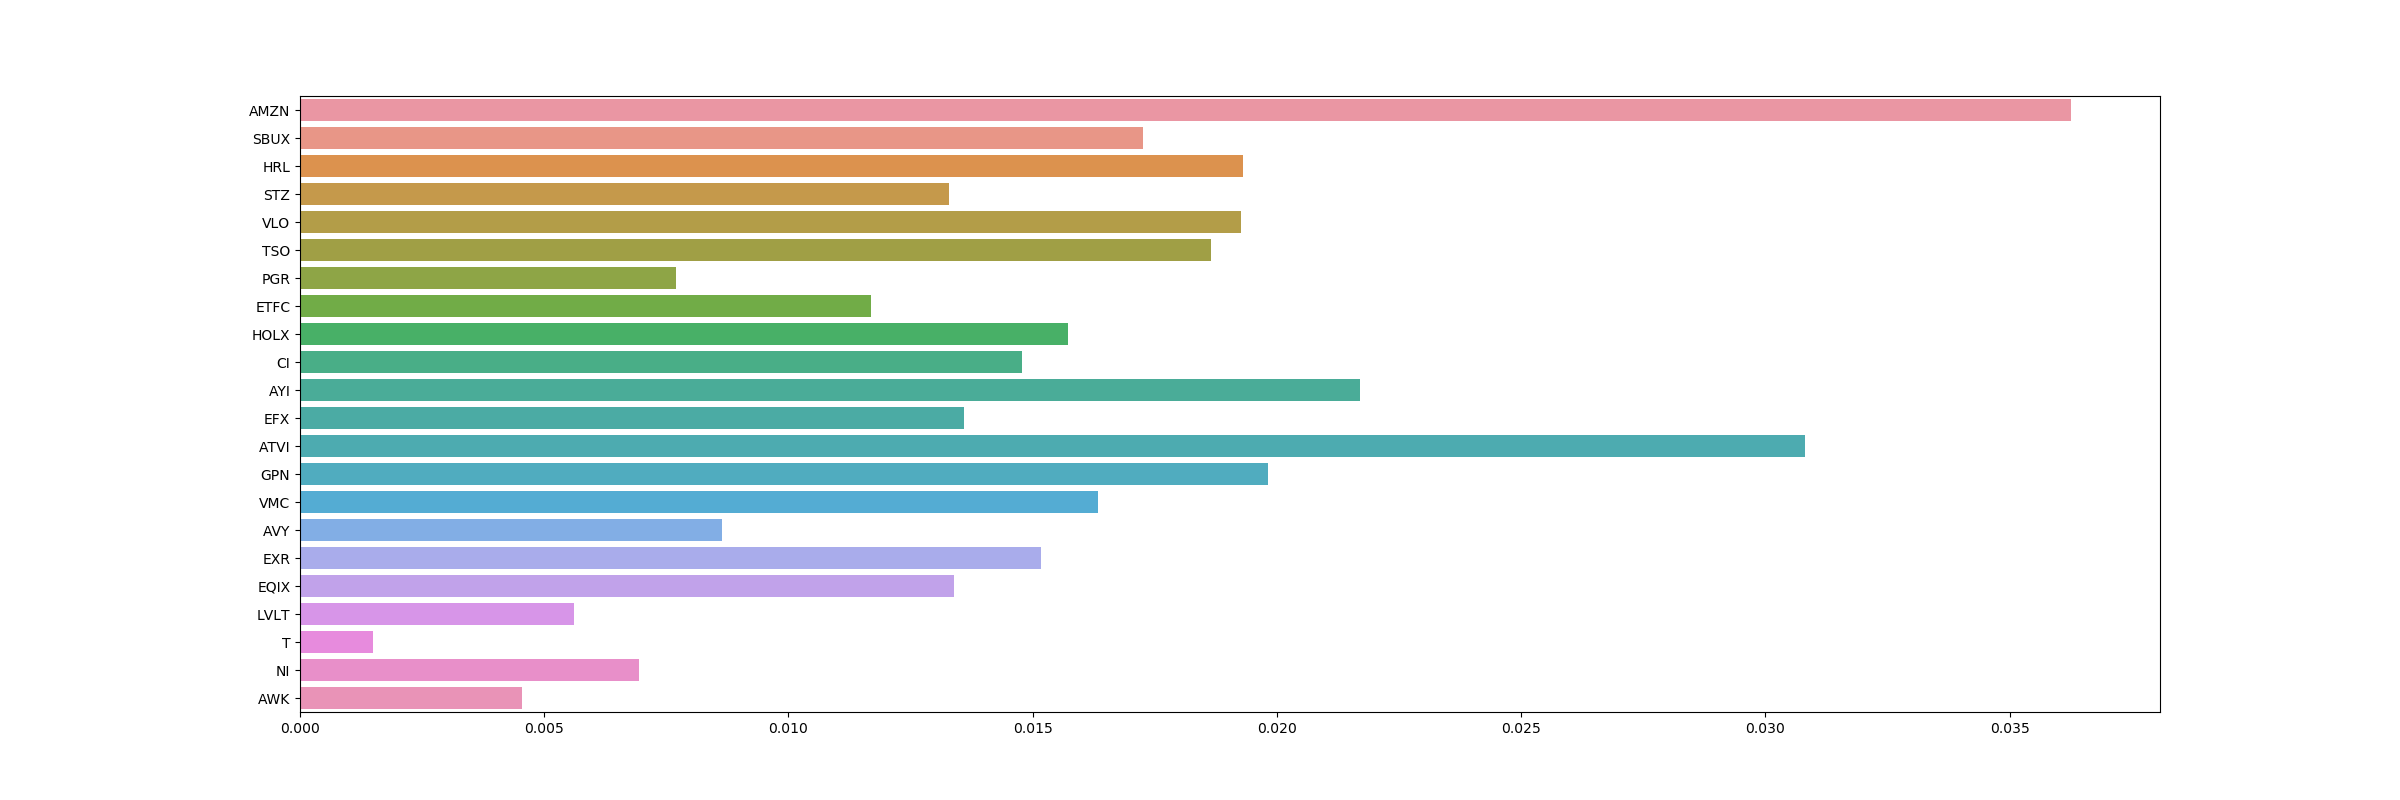 AMZN
SBUX
HRL
STZ
VLO
TSO
PGR
ETFC
HOLX
CI
AYI
EFX
ATVI
GPN
VMC
AVY
EXR
EQIX
LVLT
T
NI
AWK
0.000 0.005 0.010 0.015 0.020 0.025 0.030 0.035